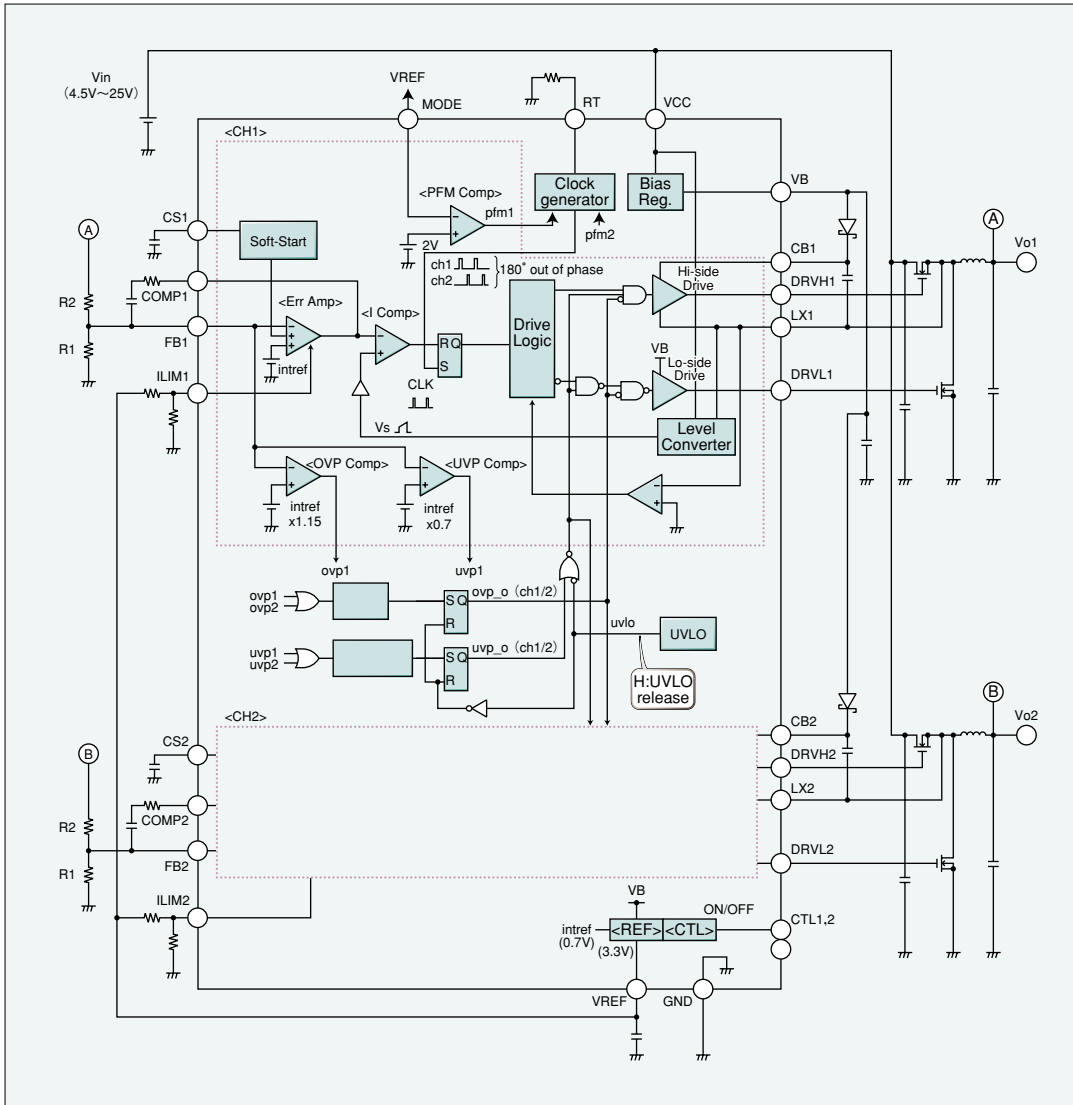 Vin
(4.5V～25V)
VREF
MODE
RT
VCC
<CH1>
<PFM Comp>
pfm1
2V
Clock
generator
pfm2
Bias
Reg.
VB
CS1
Soft-Start
A
R2
R1
COMP1
FB1
ILIM1
<Err Amp>
intref
<I Comp>
ch1
ch2
180° out of phase
R Q
S
CLK
Vs
Drive
Logic
Hi-side
Drive
VB
Lo-side
Drive
Level
Converter
CB1
DRVH1
LX1
DRVL1
A
Vo1
<OVP Comp>
intref
x1.15
<UVP Comp>
intref
x0.7
ovp1
uvp1
ovp1
ovp2
S Q
R
ovp_o (ch1/2)
uvp1
uvp2
S Q
R
uvp_o (ch1/2)
uvlo
UVLO
H:UVLO
release
<CH2>
B
CS2
R2
R1
COMP2
FB2
ILIM2
CB2
DRVH2
LX2
DRVL2
B
Vo2
VB
ON/OFF
intref
(0.7V)
<REF>
<CTL>
(3.3V)
CTL1,2
VREF
GND